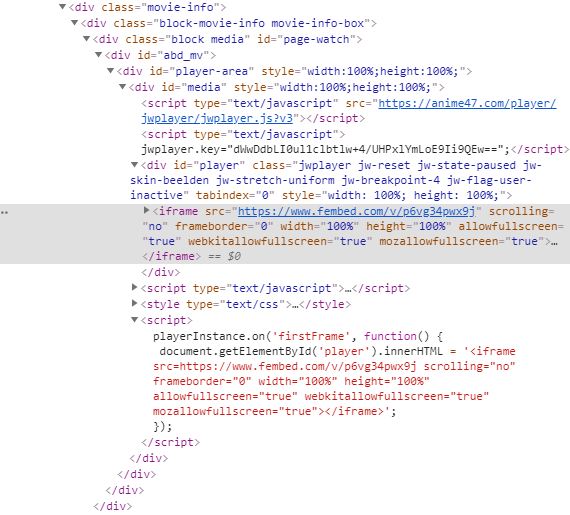 ▼<div class="movie-info">
▼<div class="block-movie-info movie-info-box">
▼<div class="block media" id="page-watch">
▼<div id="abd_mv">
▼<div id="player-area" style="width:100%;height:100%;">
▼<div id="media" style="width:100%;height:100%;">
<script type="text/javascript" src="https://anime47.com/player/
jwplayer/jwplayer.js?v3"></script>
<script type="text/javascript">
jwplayer.key="dWwDdbLI0ul1clbtlw+4/UHPxlYmLoE9Ii9QEw==";</script>
▼<div id="player" class="jwplayer jw-reset jw-state-paused jw-
skin-beelden jw-stretch-uniform jw-breakpoint-4 jw-flag-user-
inactive" tabindex="0" style="width: 100%; height: 100%;">
… ▶<iframe src="https://www.fembed.com/v/p6vg34pwx9j" scrolling=
"no" frameborder="0" width="100%" height="100%" allowfullscreen=
"true" webkitallowfullscreen="true" mozallowfullscreen="true">…
</iframe> == $0
</div>
▶<script type="text/javascript">…</script>
▶<style type="text/css">…</style>
▼<script>
playerInstance.on('firstFrame', function() {
document.getElementById('player').innerHTML = '<iframe
src=https://www.fembed.com/v/p6vg34pwx9j scrolling="no"
frameborder="0" width="100%" height="100%"
allowfullscreen="true" webkitallowfullscreen="true"
mozallowfullscreen="true"></iframe>';
});
</script>
</div>
</div>
</div>
</div>